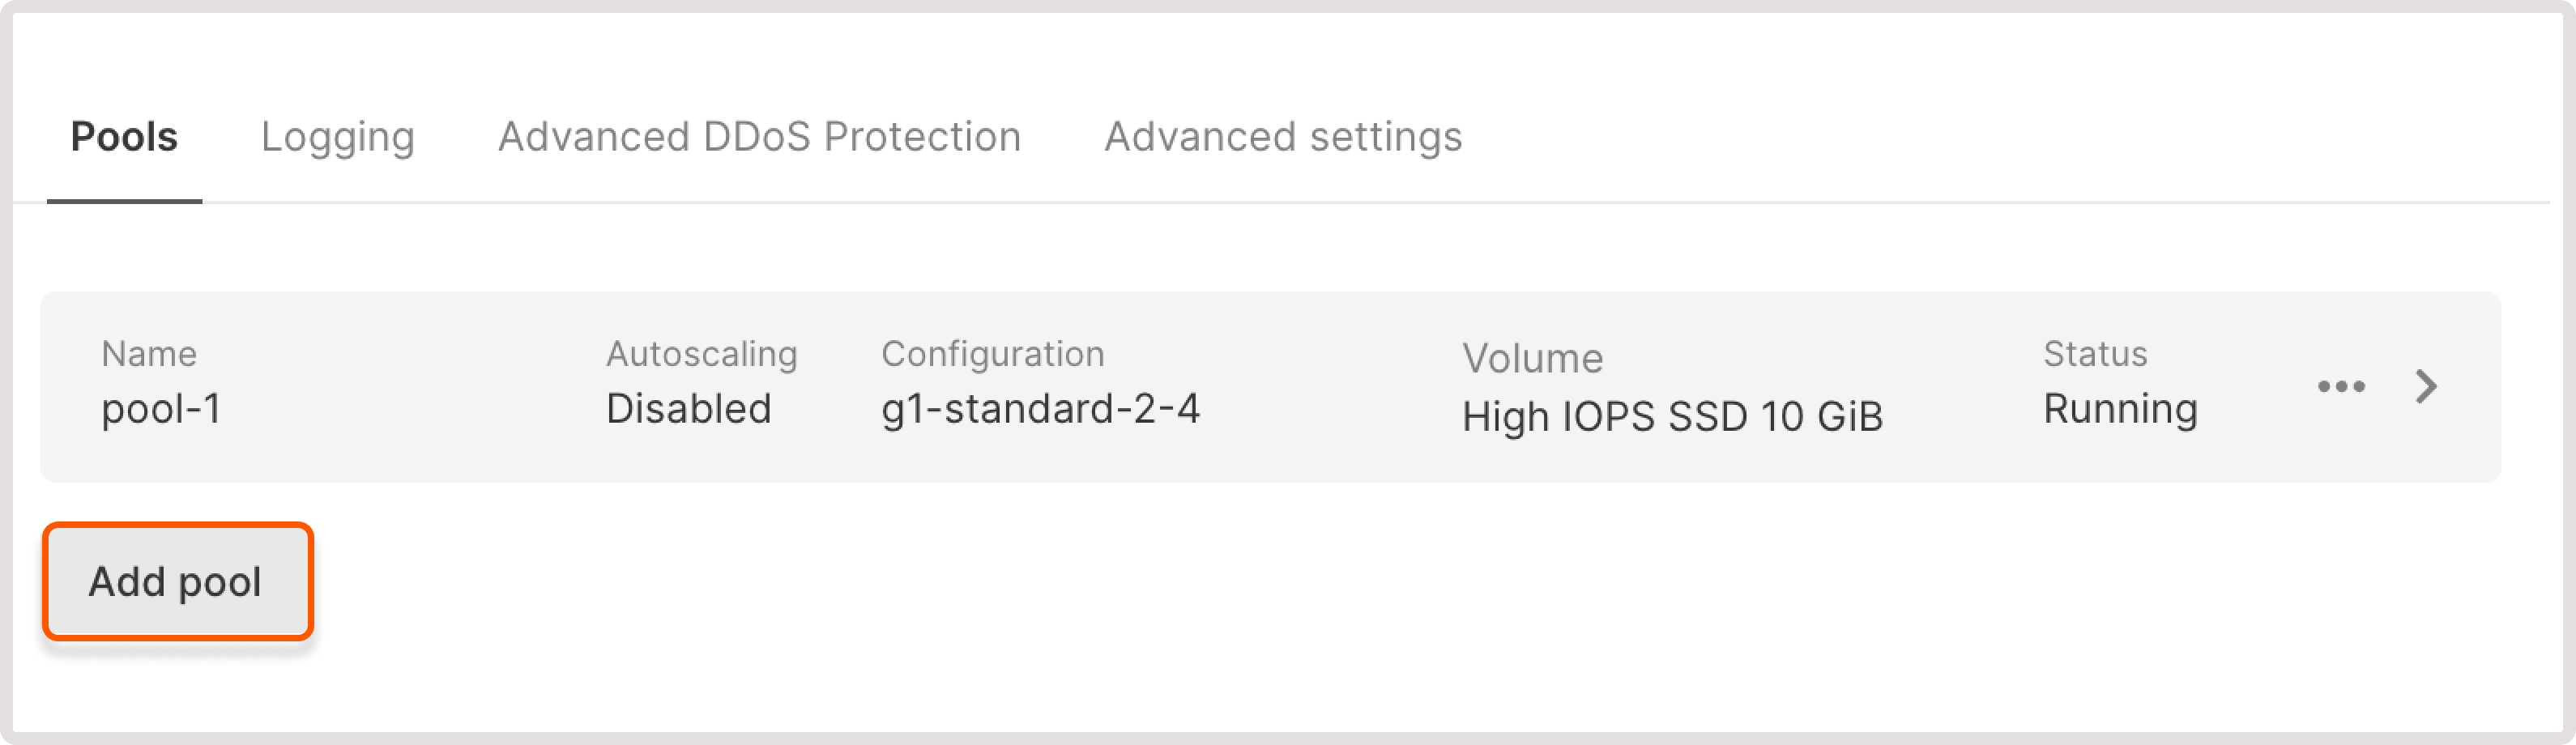 Pools Logging Advanced DDoS Protection Advanced settings
Name Autoscaling Configuration Volume Status
pool-1 Disabled g1-standard-2-4 High IOPS SSD 10 GiB Running
Add pool